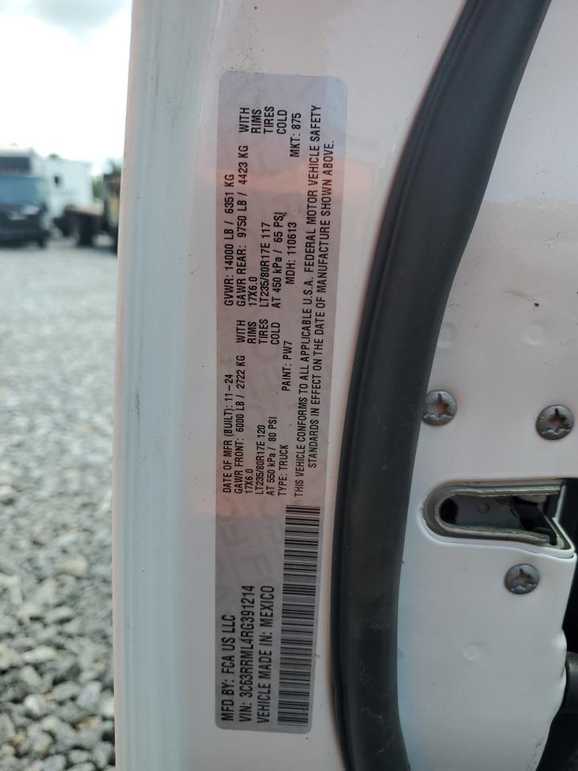 MFD BY: FCA US LLC
DATE OF MFR (BUILT): 11-24 GVWR: 14000 LB / 6351 KG
GAWR FRONT: 6000 LB / 2722 KG WITH GAWR REAR: 9750 LB / 4423 KG WITH
17X6.0 RIMS 17X6.0 RIMS
LT235/80R17E 120 TIRES LT235/80R17E 117 TIRES
AT 550 kPa / 80 PSI COLD AT 450 kPa / 65 PSI COLD
VIN: 3C63RRML4RG391214 TYPE: TRUCK PAINT: PW7 MDH: 110613 MKT: 875
VEHICLE MADE IN: MEXICO
THIS VEHICLE CONFORMS TO ALL APPLICABLE U.S.A. FEDERAL MOTOR VEHICLE SAFETY
STANDARDS IN EFFECT ON THE DATE OF MANUFACTURE SHOWN ABOVE.